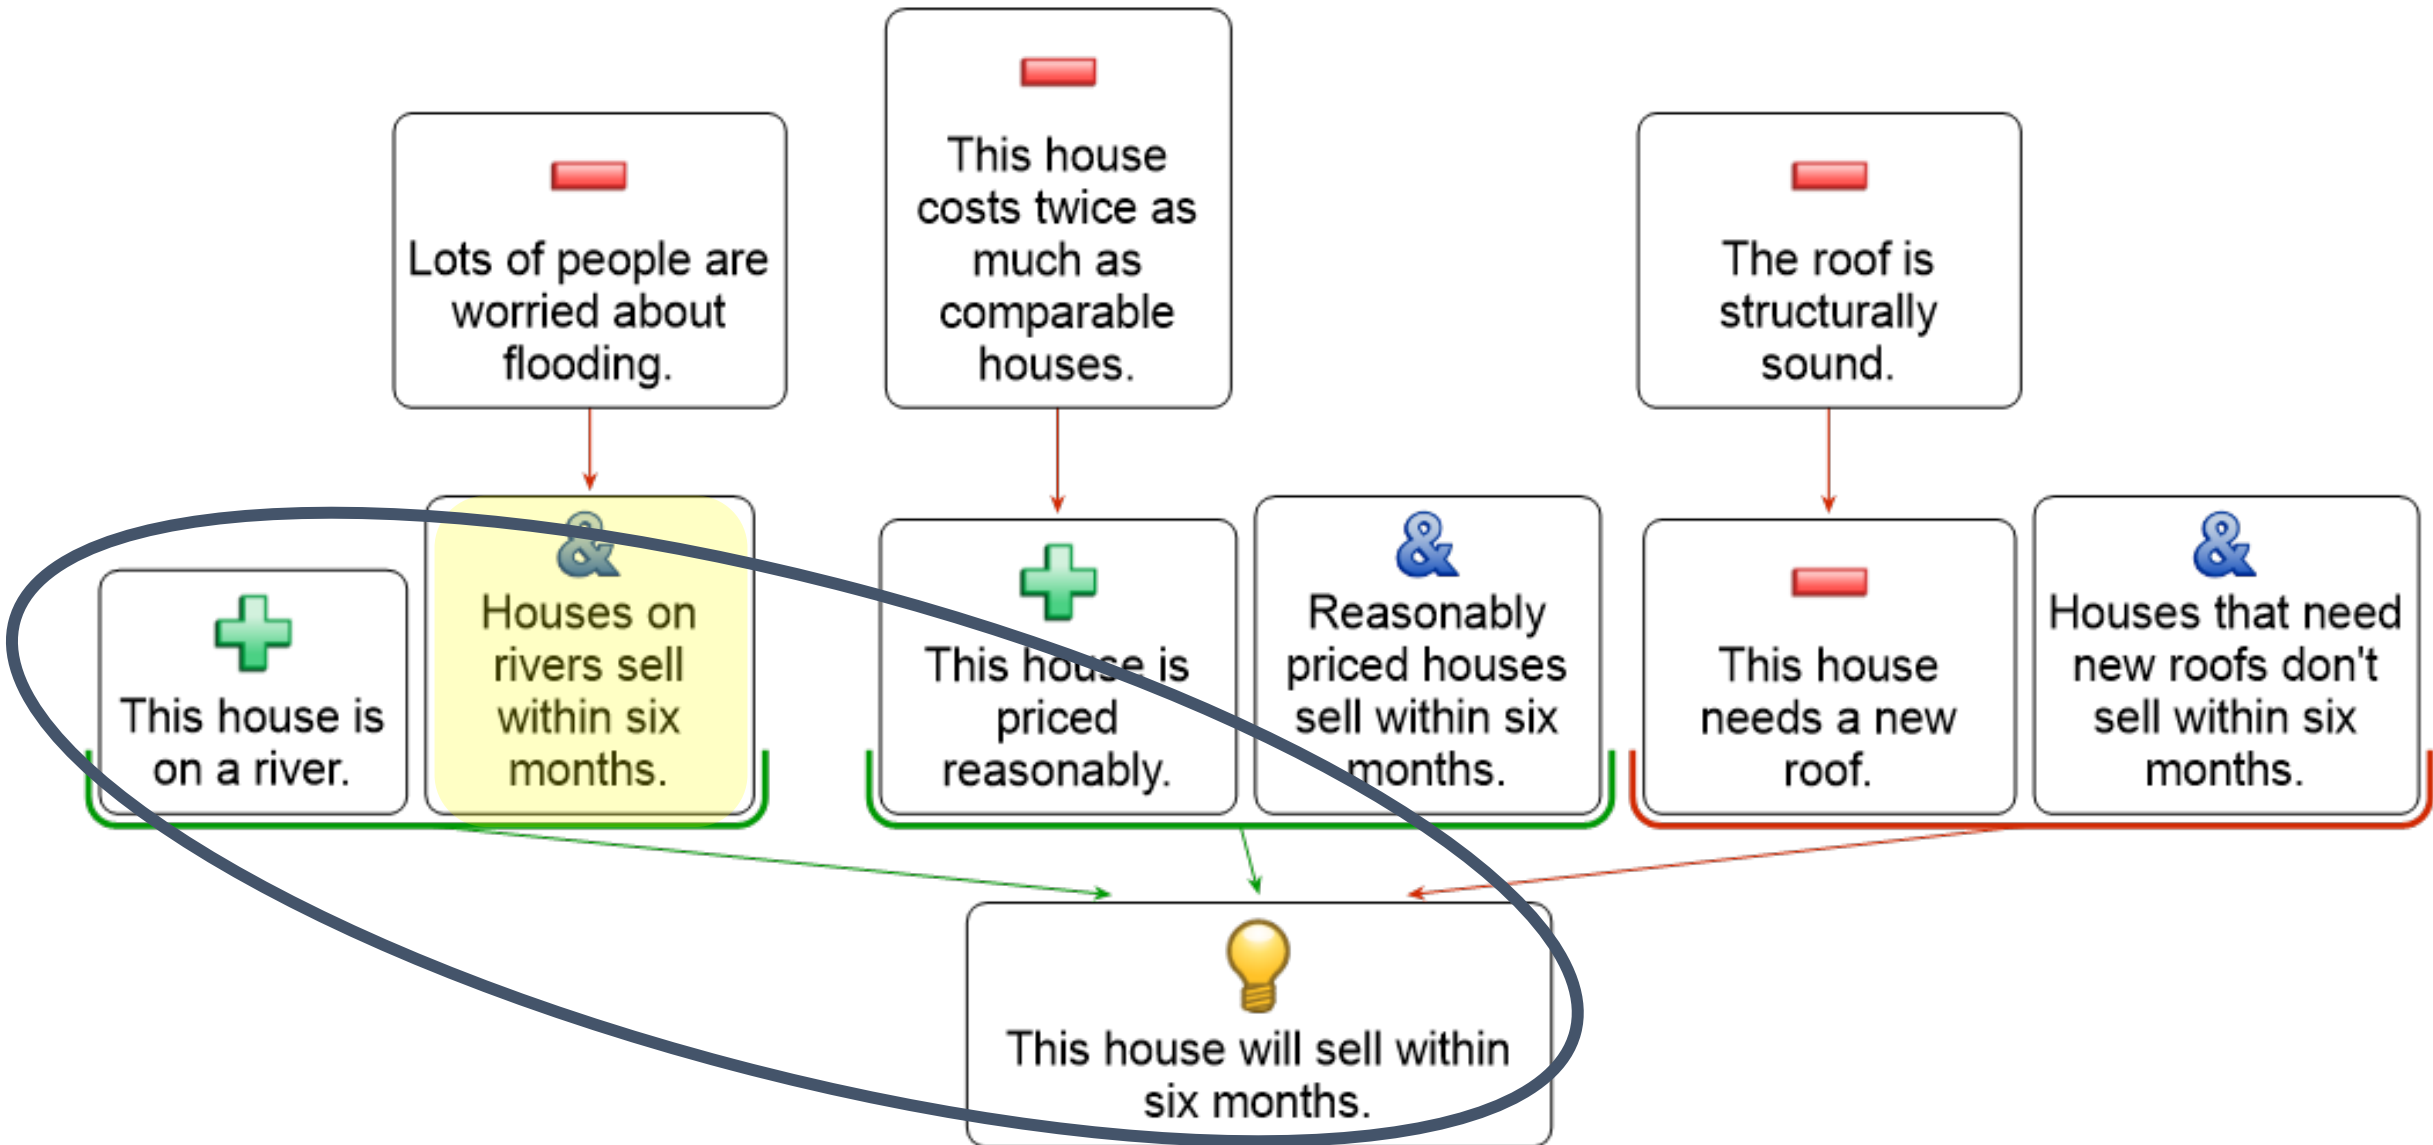 Lots of people are
worried about
flooding.
This house
costs twice as
much as
comparable
houses.
The roof is
structurally
sound.
This house is
on a river.
&
Houses on
rivers sell
within six
months.
This house is
priced
reasonably.
&
Reasonably
priced houses
sell within six
months.
This house
needs a new
roof.
&
Houses that need
new roofs don't
sell within six
months.
This house will sell within
six months.